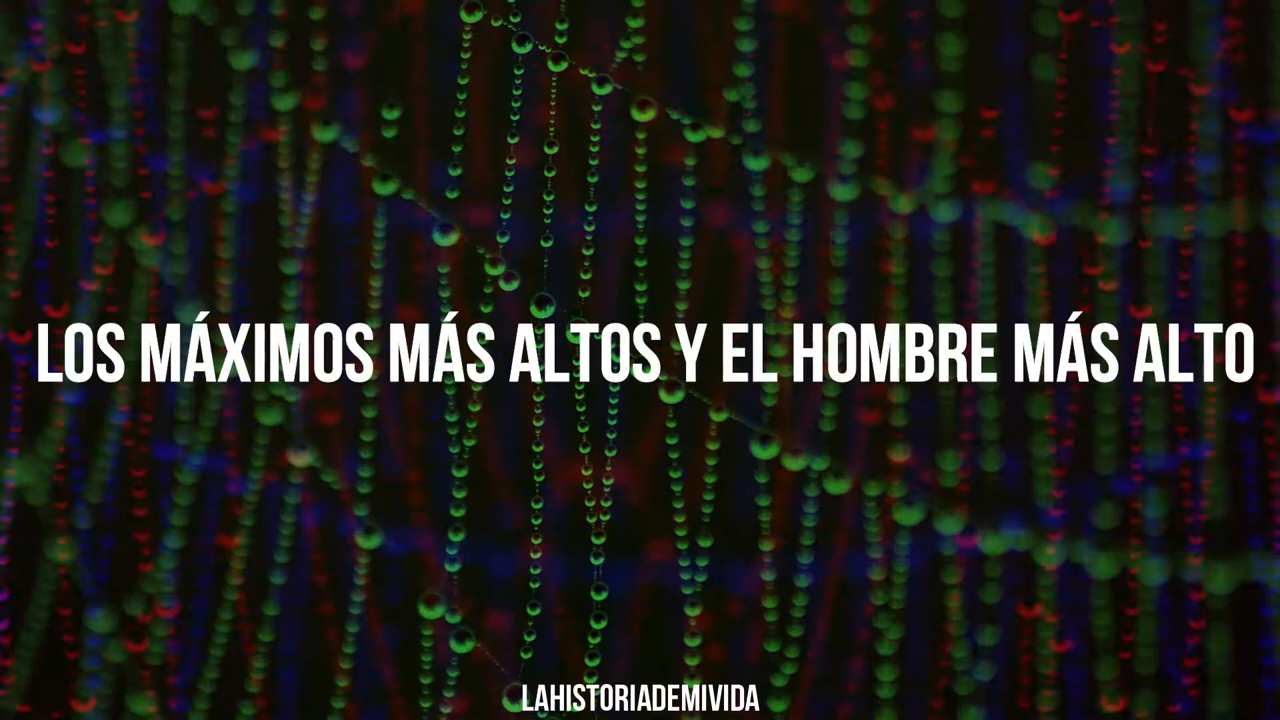 LOS MÁXIMOS MÁS ALTOS Y EL HOMBRE MÁS ALTO
LAHISTORIADEMIVIDA